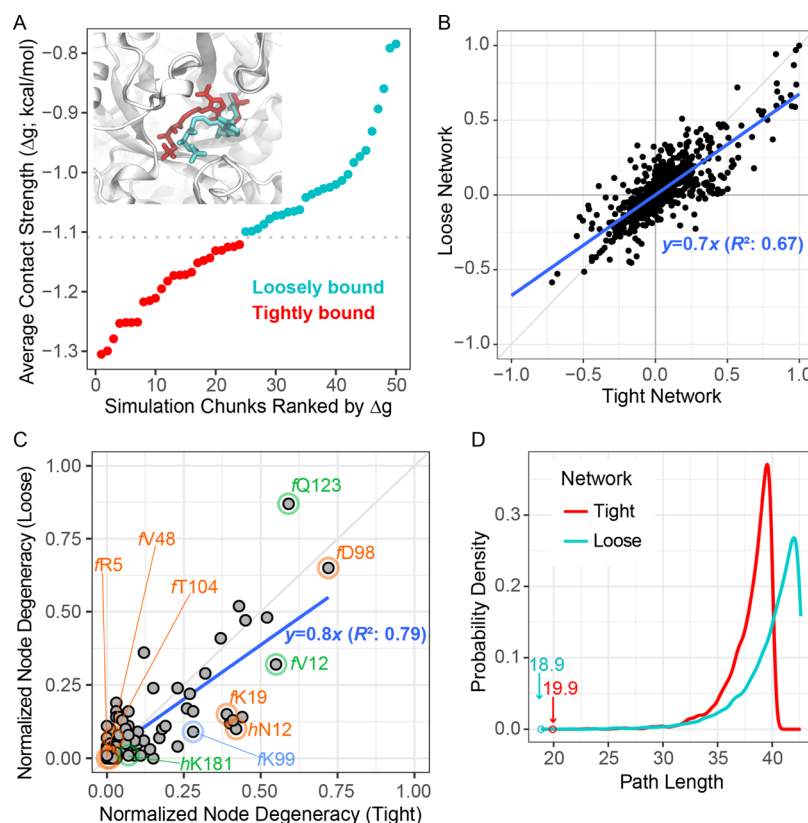 A
Average Contact Strength (Δg; kcal/mol)
−0.8
−0.9
−1.0
−1.1
−1.2
−1.3
Loosely bound
Tightly bound
0 10 20 30 40 50
Simulation Chunks Ranked by Δg
B
Loose Network
1.0
0.5
0.0
−0.5
−1.0
y=0.7x (R²: 0.67)
−1.0 −0.5 0.0 0.5 1.0
Tight Network
C
Normalized Node Degeneracy (Loose)
1.00
0.75
0.50
0.25
0.00
fQ123
fV48
fD98
fR5
fT104
y=0.8x (R²: 0.79)
fV12
fK19
hN12
hK181
fK99
0.00 0.25 0.50 0.75 1.00
Normalized Node Degeneracy (Tight)
D
Probability Density
0.3
0.2
0.1
0.0
Network
Tight
Loose
18.9
19.9
20 25 30 35 40
Path Length